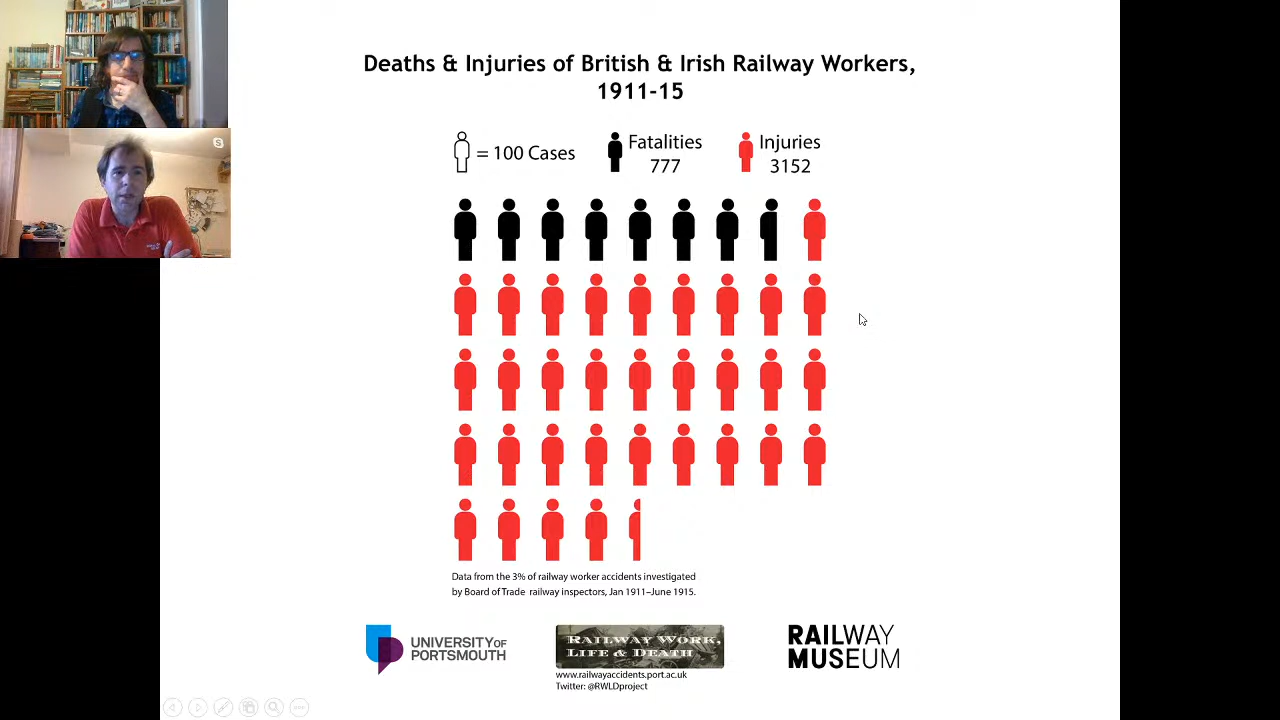 Deaths & Injuries of British & Irish Railway Workers,
1911-15
= 100 Cases
Fatalities
777
Injuries
3152
Data from the 3% of railway worker accidents investigated
by Board of Trade railway inspectors, Jan 1911–June 1915.
UNIVERSITY OF
PORTSMOUTH
RAILWAY WORK,
LIFE & DEATH
www.railwayaccidents.port.ac.uk
Twitter: @RWLDproject
RAILWAY
MUSEUM